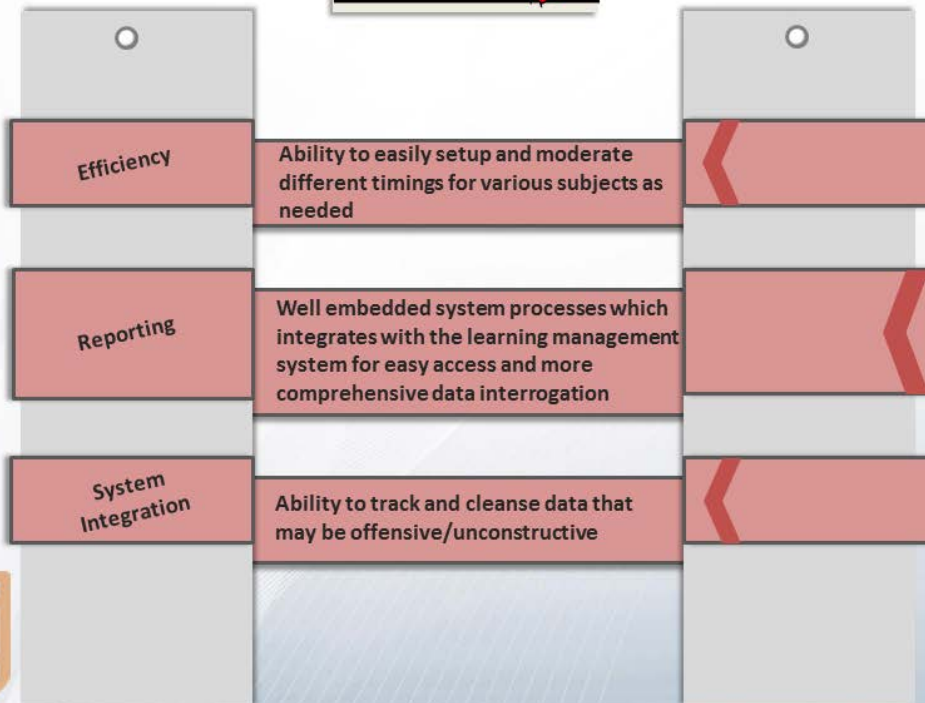 Efficiency
Ability to easily setup and moderate
different timings for various subjects as
needed
Reporting
Well embedded system processes which
integrates with the learning management
system for easy access and more
comprehensive data interrogation
System
Integration
Ability to track and cleanse data that
may be offensive/unconstructive